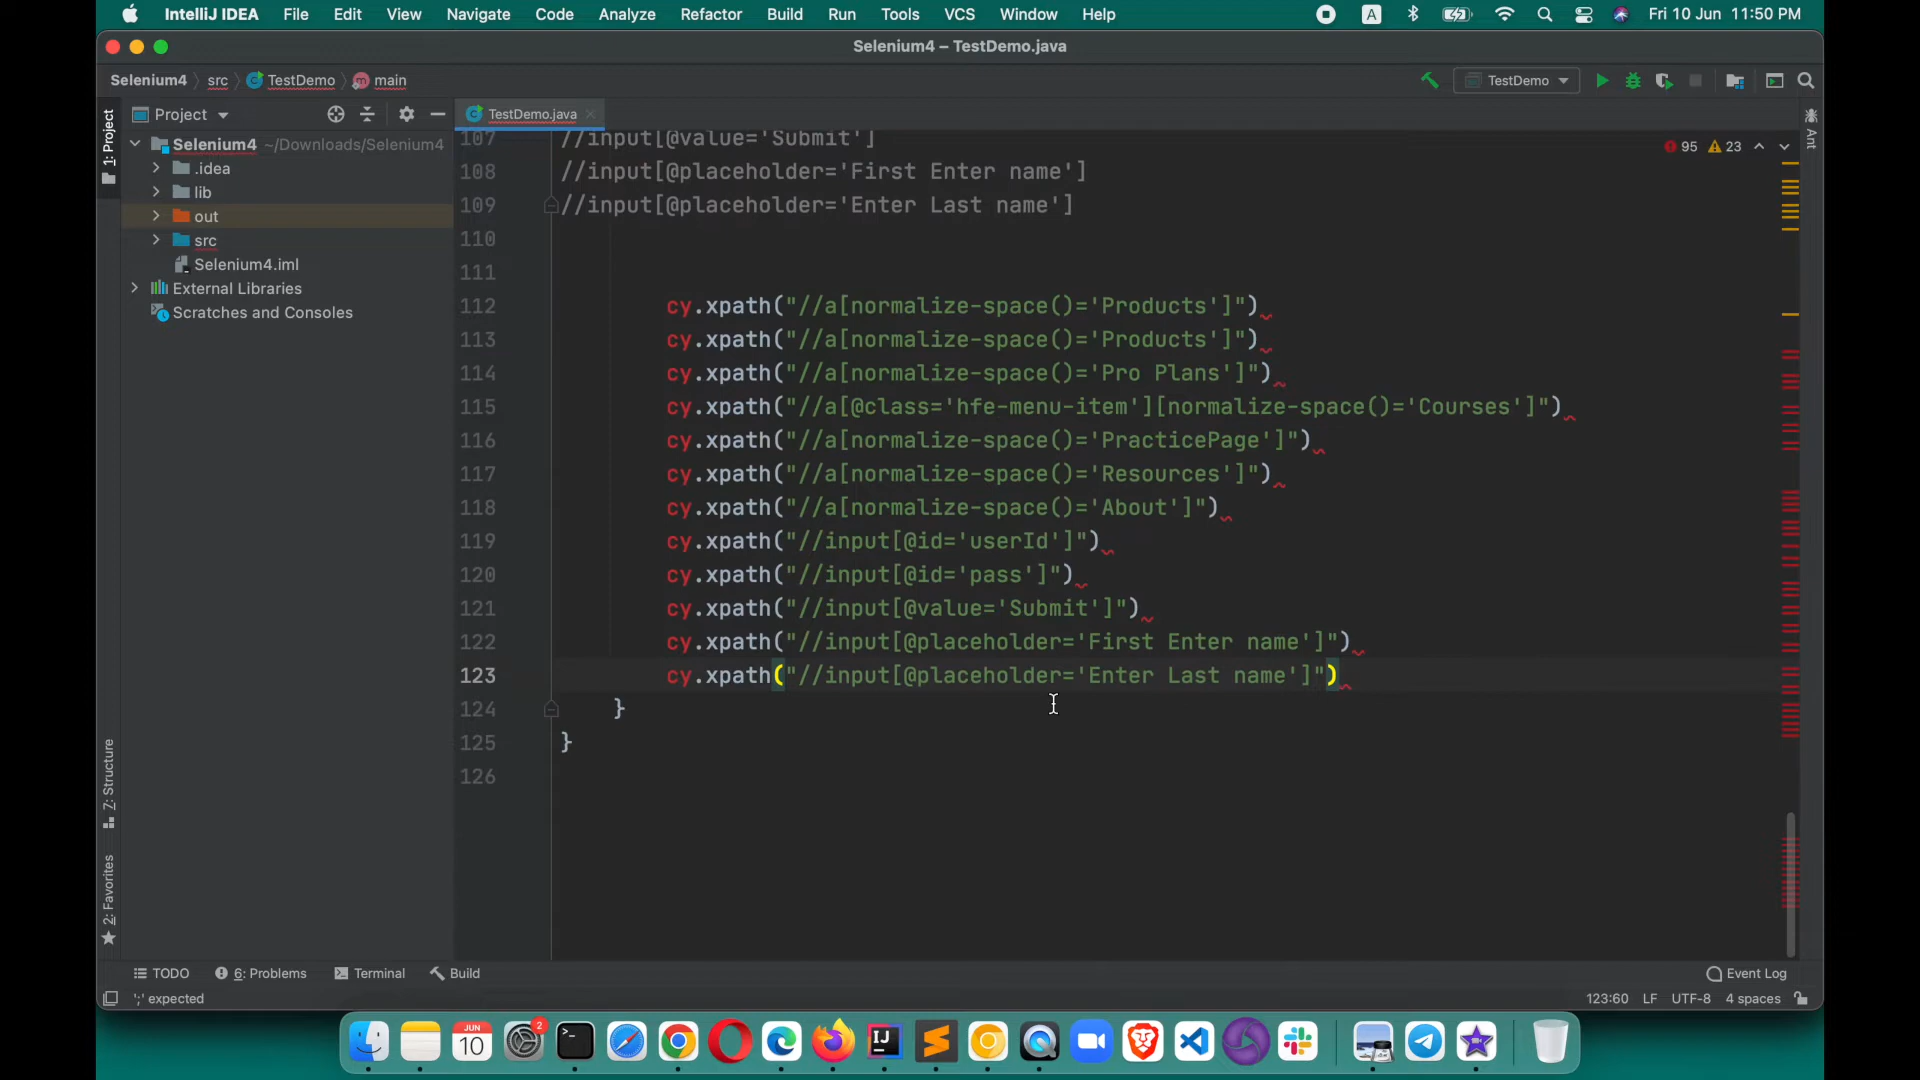 IntelliJ IDEA File Edit View Navigate Code Analyze Refactor Build Run Tools VCS Window Help A Fri 10 Jun 11:50 PM
Selenium4 – TestDemo.java
Selenium4 src TestDemo main TestDemo
Project TestDemo.java
1: Project
Ant
Selenium4 ~/Downloads/Selenium4
.idea
lib
out
src
Selenium4.iml
External Libraries
Scratches and Consoles
95 23
107 //input[@value='Submit']
108 //input[@placeholder='First Enter name']
109 //input[@placeholder='Enter Last name']
110
111
112 cy.xpath("//a[normalize-space()='Products']")
113 cy.xpath("//a[normalize-space()='Products']")
114 cy.xpath("//a[normalize-space()='Pro Plans']")
115 cy.xpath("//a[@class='hfe-menu-item'][normalize-space()='Courses']")
116 cy.xpath("//a[normalize-space()='PracticePage']")
117 cy.xpath("//a[normalize-space()='Resources']")
118 cy.xpath("//a[normalize-space()='About']")
119 cy.xpath("//input[@id='userId']")
120 cy.xpath("//input[@id='pass']")
121 cy.xpath("//input[@value='Submit']")
122 cy.xpath("//input[@placeholder='First Enter name']")
123 cy.xpath("//input[@placeholder='Enter Last name']")
124 }
125 }
126
Z: Structure
2: Favorites
TODO 6: Problems Terminal Build Event Log
';' expected 123:60 LF UTF-8 4 spaces
JUN
10
2
IJ